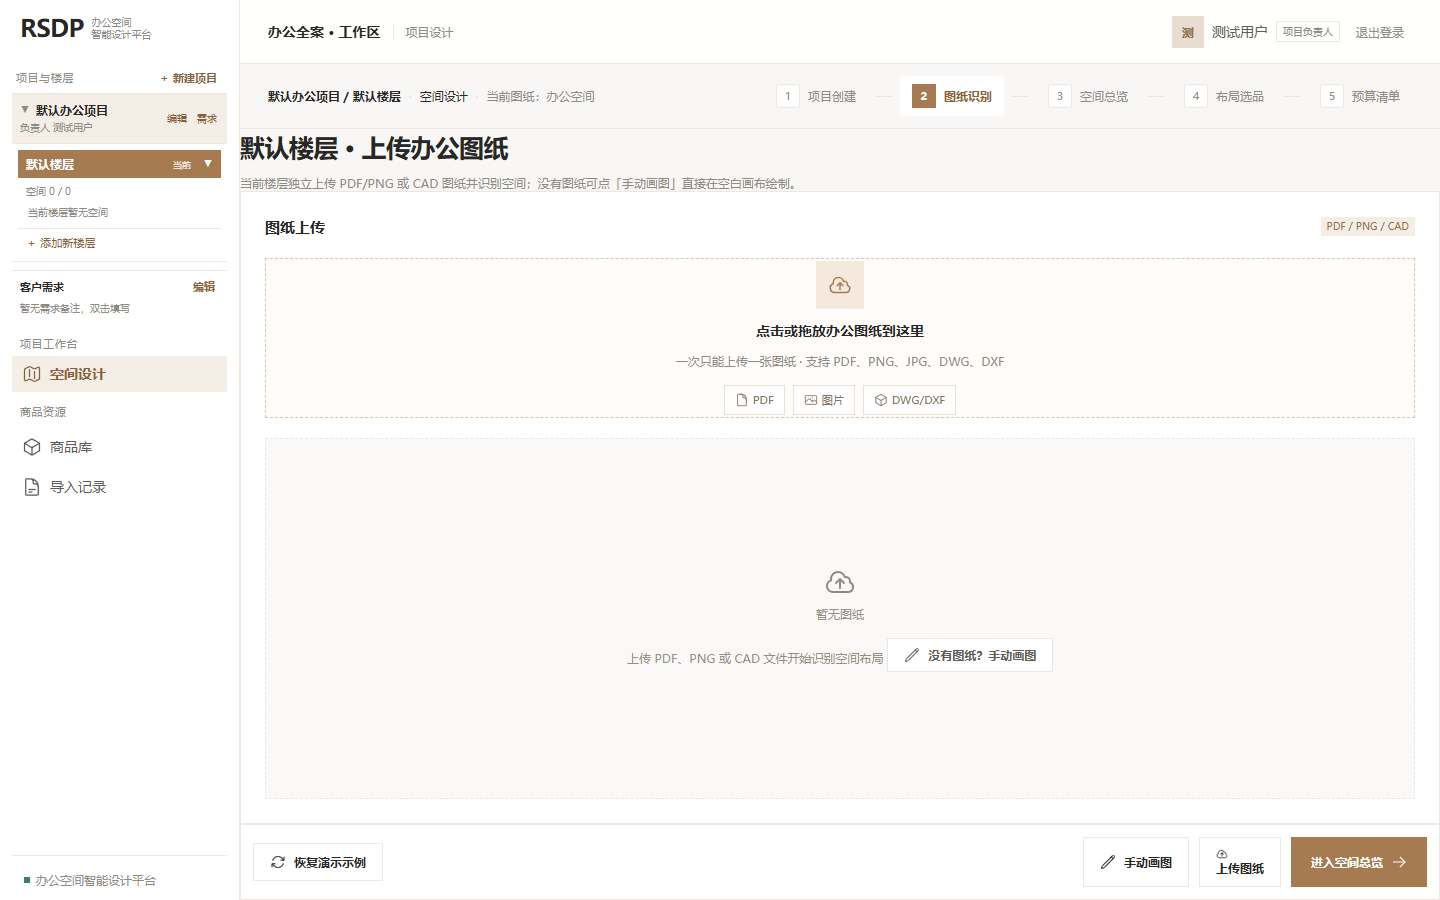 RSDP
办公空间
智能设计平台
项目与楼层
+ 新建项目
▼ 默认办公项目
负责人 测试用户
编辑 需求
默认楼层 当前 ▼
空间 0 / 0
当前楼层暂无空间
+ 添加新楼层
客户需求 编辑
暂无需求备注，双击填写
项目工作台
空间设计
商品资源
商品库
导入记录
办公空间智能设计平台
办公全案 • 工作区 项目设计
测 测试用户 项目负责人 退出登录
默认办公项目 / 默认楼层 · 空间设计 · 当前图纸：办公空间
1 项目创建
2 图纸识别
3 空间总览
4 布局选品
5 预算清单
默认楼层 • 上传办公图纸
当前楼层独立上传 PDF/PNG 或 CAD 图纸并识别空间；没有图纸可点「手动画图」直接在空白画布绘制。
图纸上传
PDF / PNG / CAD
点击或拖放办公图纸到这里
一次只能上传一张图纸 · 支持 PDF、PNG、JPG、DWG、DXF
PDF 图片 DWG/DXF
暂无图纸
上传 PDF、PNG 或 CAD 文件开始识别空间布局
没有图纸？手动画图
恢复演示示例
手动画图
上传图纸
进入空间总览 →